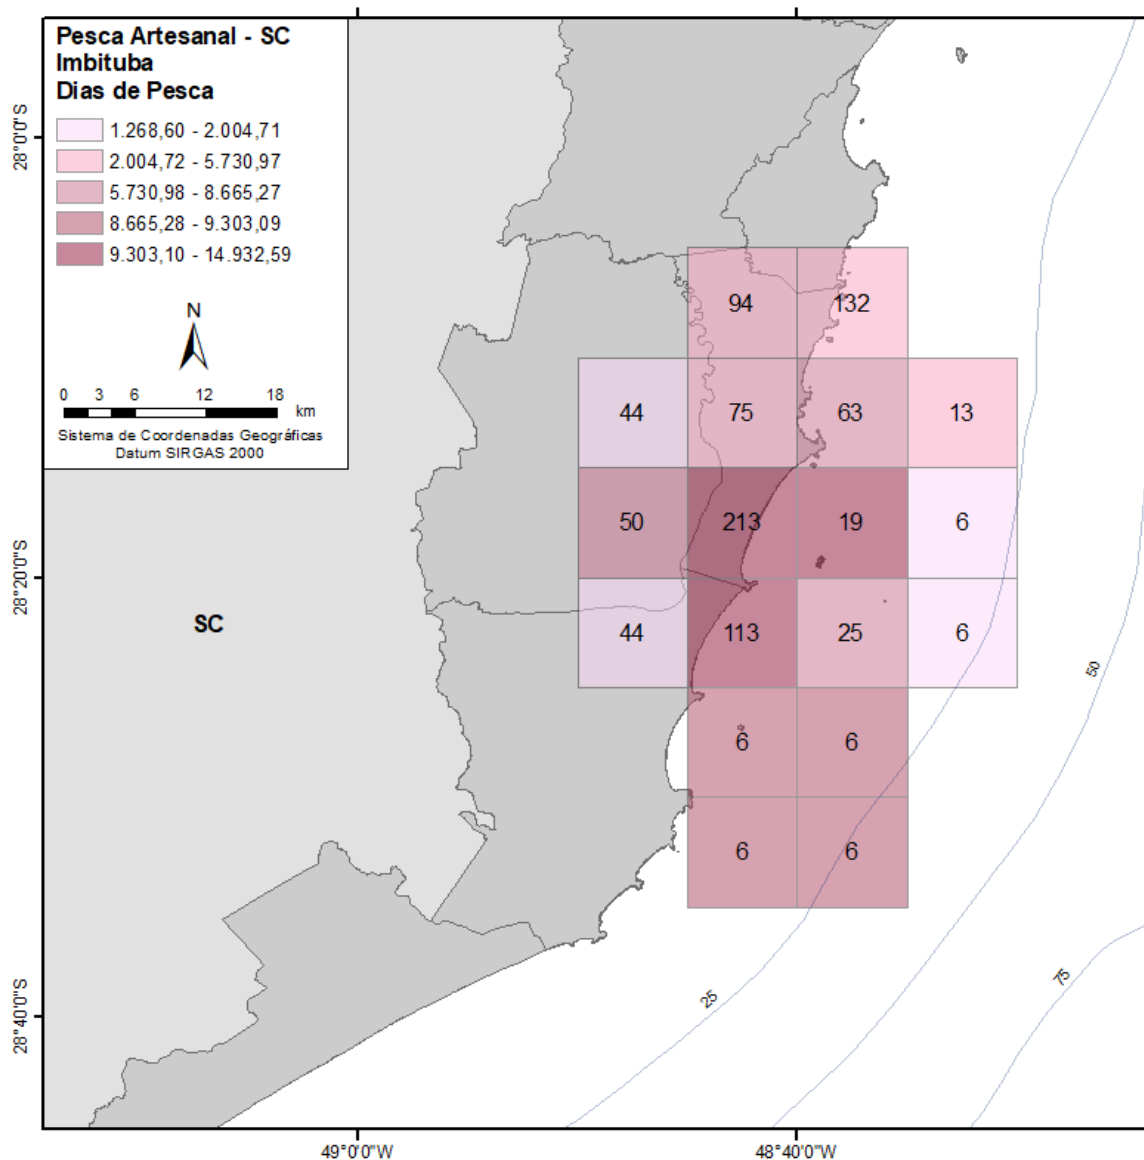 Pesca Artesanal - SC
Imbituba
Dias de Pesca
1.268,60 - 2.004,71
2.004,72 - 5.730,97
5.730,98 - 8.665,27
8.665,28 - 9.303,09
9.303,10 - 14.932,59
N
0 3 6 12 18
km
Sistema de Coordenadas Geográficas
Datum SIRGAS 2000
28°0'0"S
94 132
44 75 63 13
50 213 19 6
28°20'0"S
SC
44 113 25 6
50
6 6
6 6
75
25
28°40'0"S
49°0'0"W 48°40'0"W